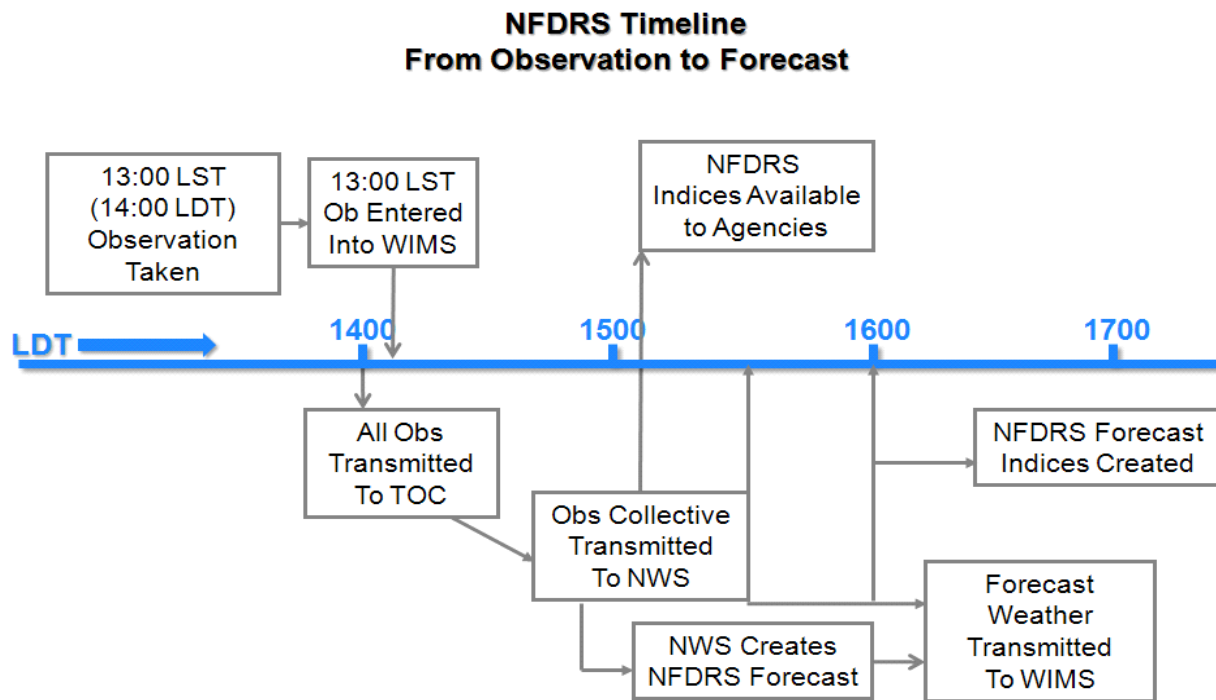 NFDRS Timeline
From Observation to Forecast
13:00 LST
(14:00 LDT)
Observation
Taken
13:00 LST
Ob Entered
Into WIMS
NFDRS
Indices Available
to Agencies
LDT
1400
1500
1600
1700
All Obs
Transmitted
To TOC
Obs Collective
Transmitted
To NWS
NFDRS Forecast
Indices Created
NWS Creates
NFDRS Forecast
Forecast
Weather
Transmitted
To WIMS